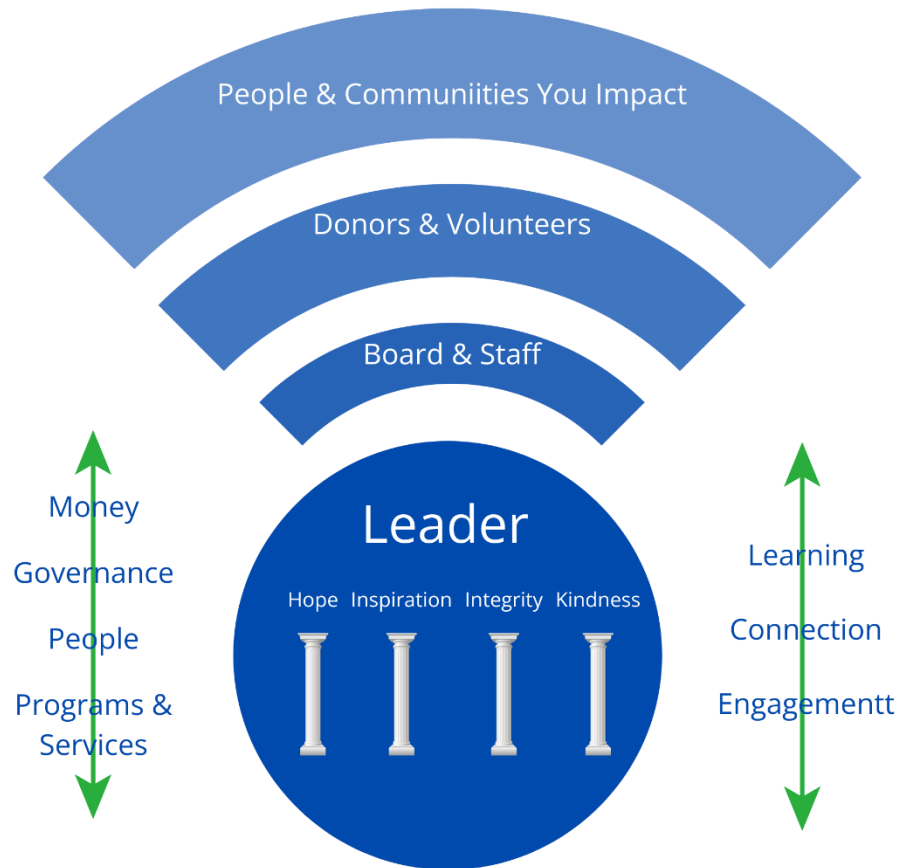 People & Communiities You Impact
Donors & Volunteers
Board & Staff
Leader
Hope Inspiration Integrity Kindness
Money
Governance
People
Programs &
Services
Learning
Connection
Engagementt